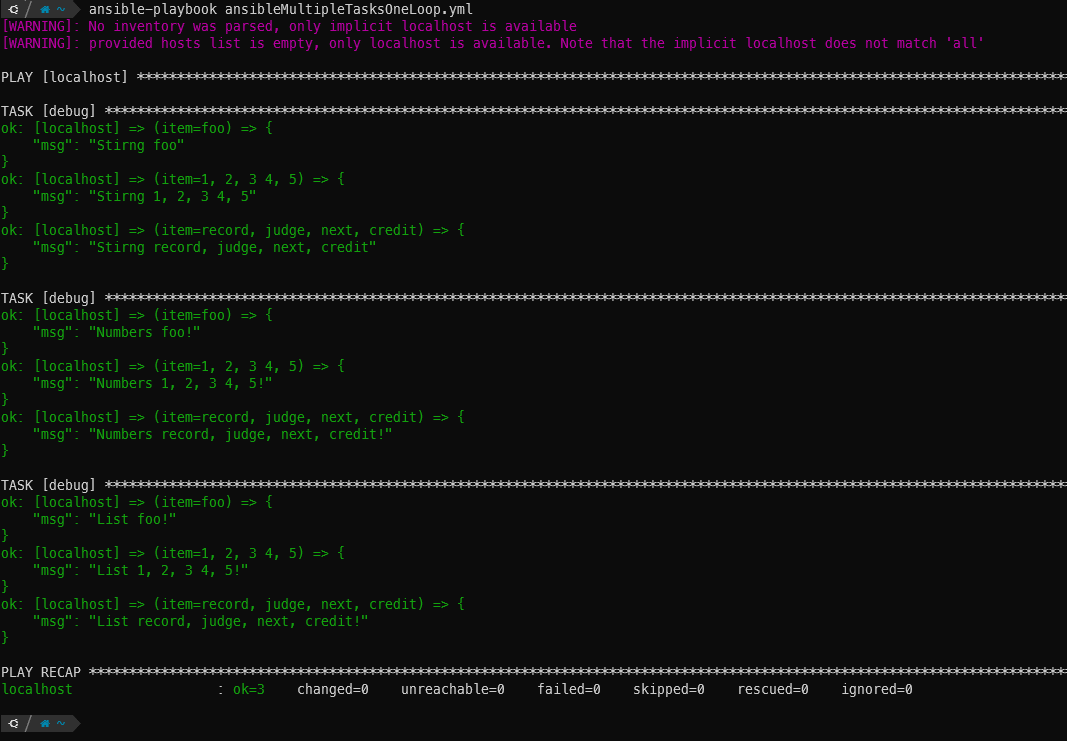 ansible-playbook ansibleMultipleTasksOneLoop.yml
[WARNING]: No inventory was parsed, only implicit localhost is available
[WARNING]: provided hosts list is empty, only localhost is available. Note that the implicit localhost does not match 'all'
PLAY [localhost] ************************************************************************************************************************
TASK [debug] ****************************************************************************************************************************
ok: [localhost] => (item=foo) => {
    "msg": "Stirng foo"
}
ok: [localhost] => (item=1, 2, 3 4, 5) => {
    "msg": "Stirng 1, 2, 3 4, 5"
}
ok: [localhost] => (item=record, judge, next, credit) => {
    "msg": "Stirng record, judge, next, credit"
}
TASK [debug] ****************************************************************************************************************************
ok: [localhost] => (item=foo) => {
    "msg": "Numbers foo!"
}
ok: [localhost] => (item=1, 2, 3 4, 5) => {
    "msg": "Numbers 1, 2, 3 4, 5!"
}
ok: [localhost] => (item=record, judge, next, credit) => {
    "msg": "Numbers record, judge, next, credit!"
}
TASK [debug] ****************************************************************************************************************************
ok: [localhost] => (item=foo) => {
    "msg": "List foo!"
}
ok: [localhost] => (item=1, 2, 3 4, 5) => {
    "msg": "List 1, 2, 3 4, 5!"
}
ok: [localhost] => (item=record, judge, next, credit) => {
    "msg": "List record, judge, next, credit!"
}
PLAY RECAP ******************************************************************************************************************************
localhost                  : ok=3    changed=0    unreachable=0    failed=0    skipped=0    rescued=0    ignored=0
~